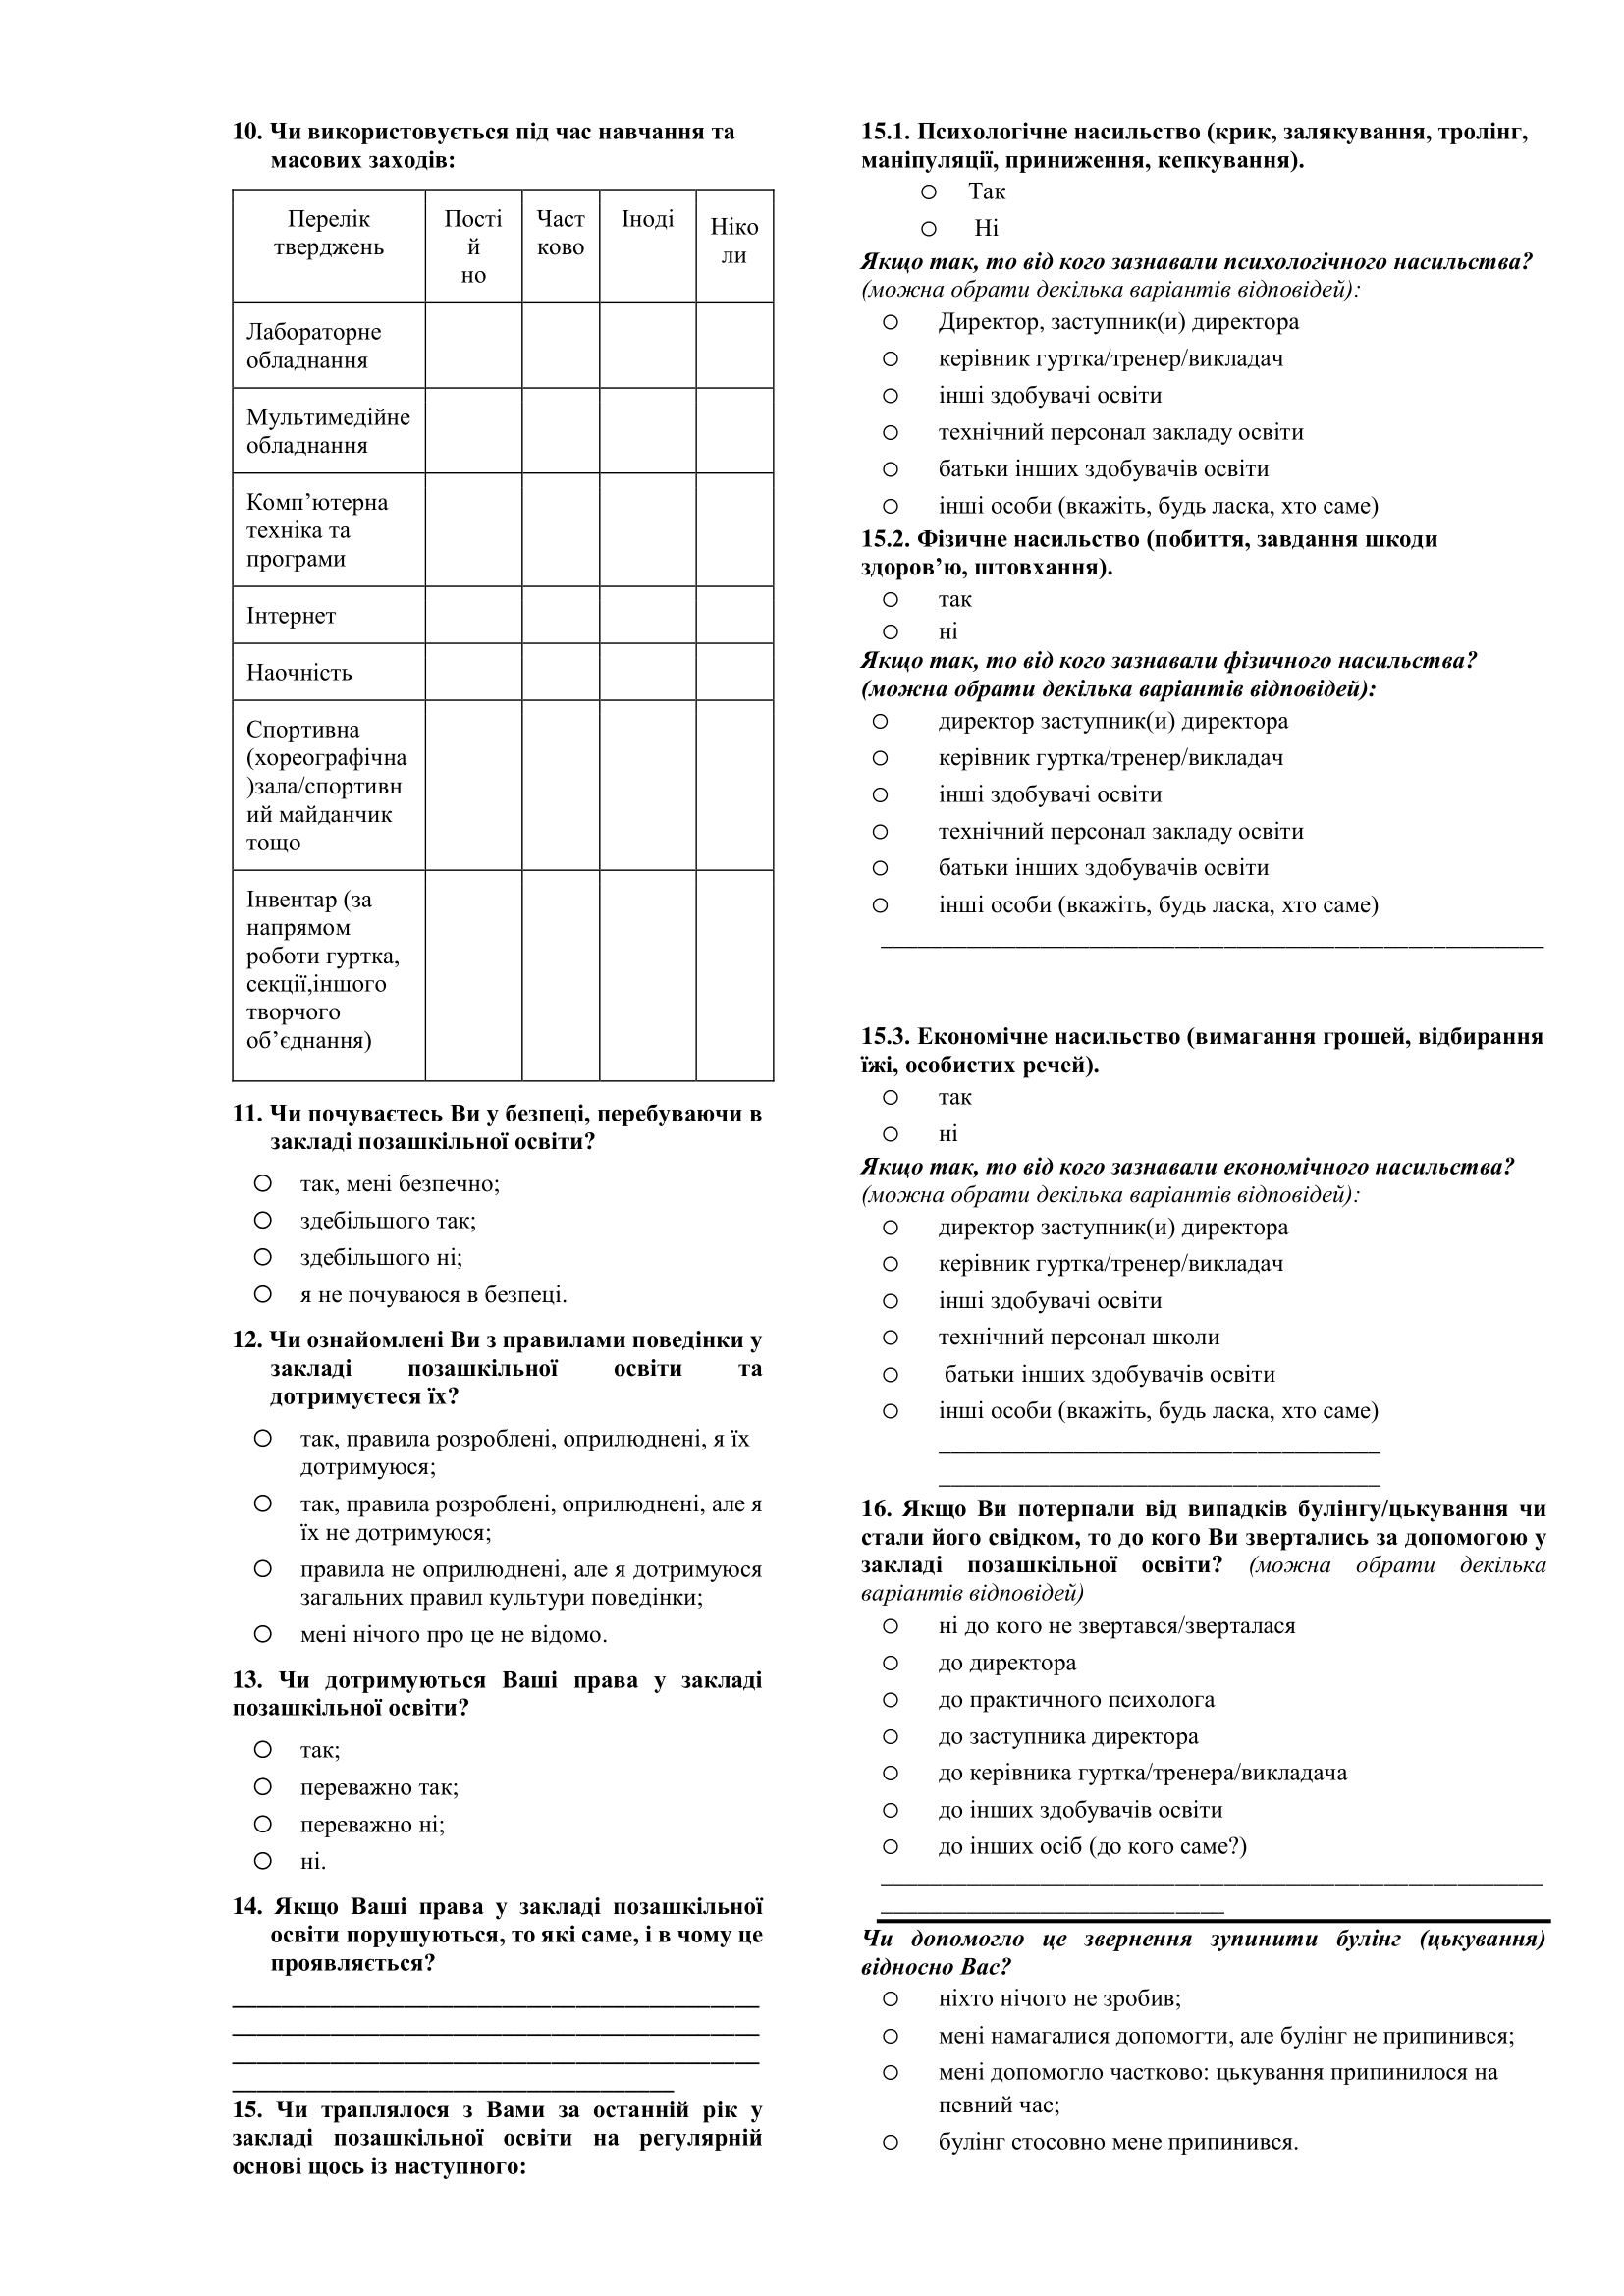 10. Чи використовується під час навчання та
масових заходів:
Перелік
тверджень
Пості
й
но
Част
ково
Іноді
Ніко
ли
Лабораторне
обладнання
Мультимедійне
обладнання
Комп’ютерна
техніка та
програми
Інтернет
Наочність
Спортивна
(хореографічна
)зала/спортивн
ий майданчик
тощо
Інвентар (за
напрямом
роботи гуртка,
секції,іншого
творчого
об’єднання)
11. Чи почуваєтесь Ви у безпеці, перебуваючи в
закладі позашкільної освіти?
так, мені безпечно;
здебільшого так;
здебільшого ні;
я не почуваюся в безпеці.
12. Чи ознайомлені Ви з правилами поведінки у
закладі позашкільної освіти та
дотримуєтеся їх?
так, правила розроблені, оприлюднені, я їх
дотримуюся;
так, правила розроблені, оприлюднені, але я
їх не дотримуюся;
правила не оприлюднені, але я дотримуюся
загальних правил культури поведінки;
мені нічого про це не відомо.
13. Чи дотримуються Ваші права у закладі
позашкільної освіти?
так;
переважно так;
переважно ні;
ні.
14. Якщо Ваші права у закладі позашкільної
освіти порушуються, то які саме, і в чому це
проявляється?
15. Чи траплялося з Вами за останній рік у
закладі позашкільної освіти на регулярній
основі щось із наступного:
15.1. Психологічне насильство (крик, залякування, тролінг,
маніпуляції, приниження, кепкування).
Так
Ні
Якщо так, то від кого зазнавали психологічного насильства?
(можна обрати декілька варіантів відповідей):
Директор, заступник(и) директора
керівник гуртка/тренер/викладач
інші здобувачі освіти
технічний персонал закладу освіти
батьки інших здобувачів освіти
інші особи (вкажіть, будь ласка, хто саме)
15.2. Фізичне насильство (побиття, завдання шкоди
здоров’ю, штовхання).
так
ні
Якщо так, то від кого зазнавали фізичного насильства?
(можна обрати декілька варіантів відповідей):
директор заступник(и) директора
керівник гуртка/тренер/викладач
інші здобувачі освіти
технічний персонал закладу освіти
батьки інших здобувачів освіти
інші особи (вкажіть, будь ласка, хто саме)
15.3. Економічне насильство (вимагання грошей, відбирання
їжі, особистих речей).
так
ні
Якщо так, то від кого зазнавали економічного насильства?
(можна обрати декілька варіантів відповідей):
директор заступник(и) директора
керівник гуртка/тренер/викладач
інші здобувачі освіти
технічний персонал школи
батьки інших здобувачів освіти
інші особи (вкажіть, будь ласка, хто саме)
16. Якщо Ви потерпали від випадків булінгу/цькування чи
стали його свідком, то до кого Ви звертались за допомогою у
закладі позашкільної освіти? (можна обрати декілька
варіантів відповідей)
ні до кого не звертався/зверталася
до директора
до практичного психолога
до заступника директора
до керівника гуртка/тренера/викладача
до інших здобувачів освіти
до інших осіб (до кого саме?)
Чи допомогло це звернення зупинити булінг (цькування)
відносно Вас?
ніхто нічого не зробив;
мені намагалися допомогти, але булінг не припинився;
мені допомогло частково: цькування припинилося на
певний час;
булінг стосовно мене припинився.